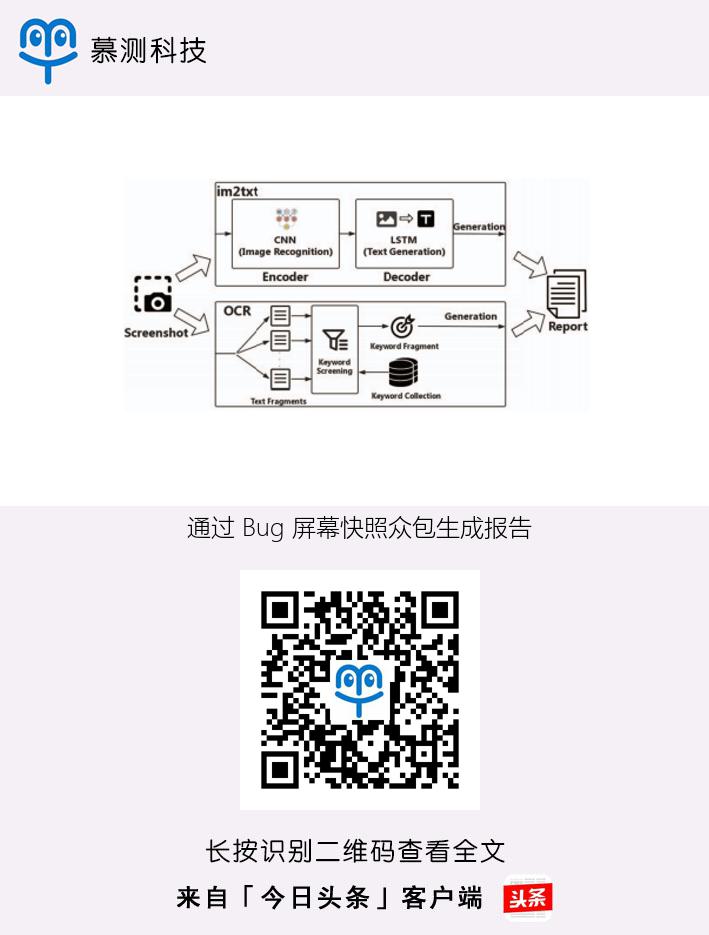 慕测科技
im2txt
CNN
(Image Recognition)
Encoder
LSTM
(Text Generation)
Decoder
Generation
Screenshot
OCR
Text Fragments
Keyword
Screening
Keyword Fragment
Generation
Keyword Collection
Report
通过 Bug 屏幕快照众包生成报告
长按识别二维码查看全文
来自「今日头条」客户端
头条